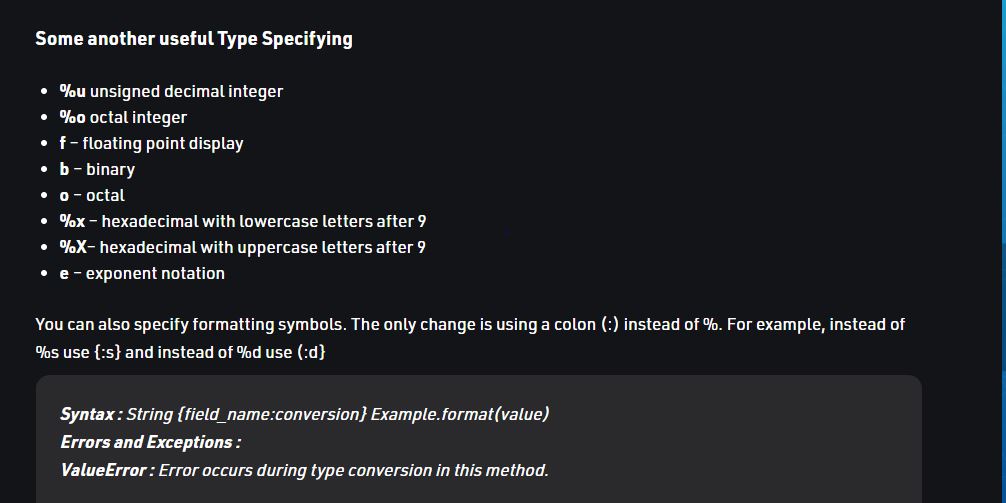 Some another useful Type Specifying
• %u unsigned decimal integer
• %o octal integer
• f – floating point display
• b – binary
• o – octal
• %x – hexadecimal with lowercase letters after 9
• %X– hexadecimal with uppercase letters after 9
• e – exponent notation
You can also specify formatting symbols. The only change is using a colon (:) instead of %. For example, instead of
%s use {:s} and instead of %d use (:d}
Syntax : String {field_name:conversion} Example.format(value)
Errors and Exceptions :
ValueError : Error occurs during type conversion in this method.